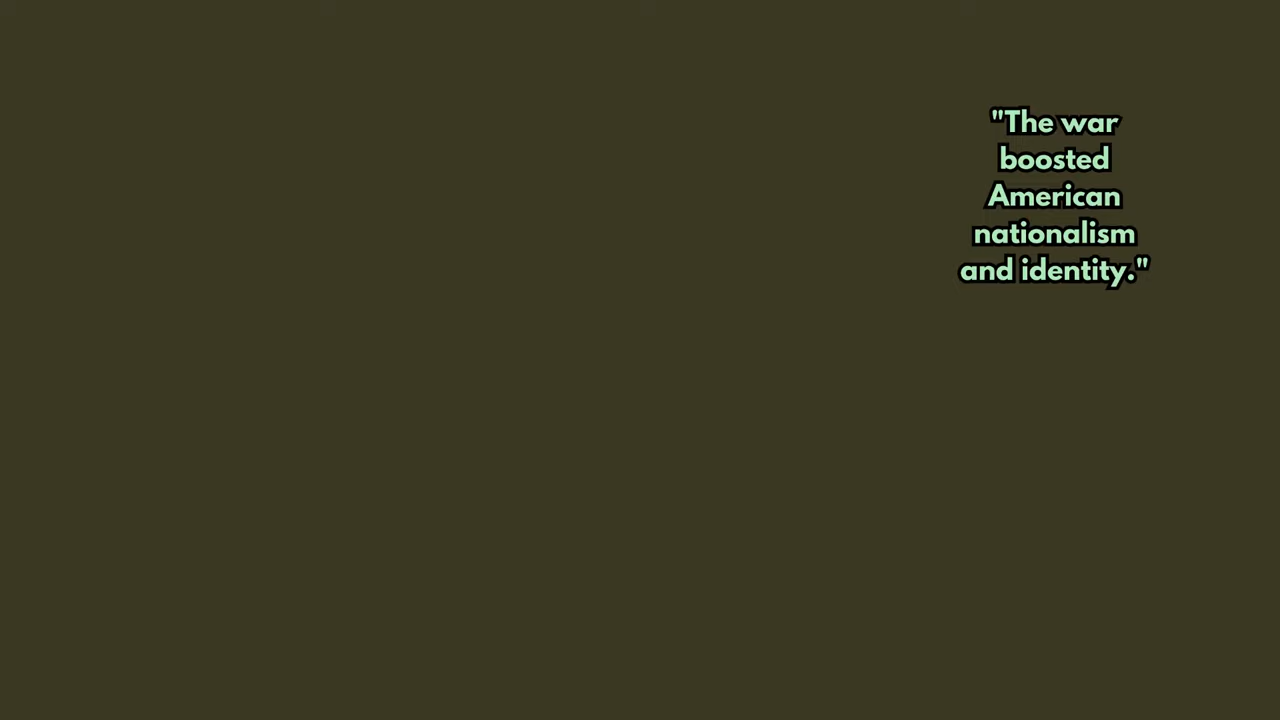 "The war
boosted
American
nationalism
and identity."